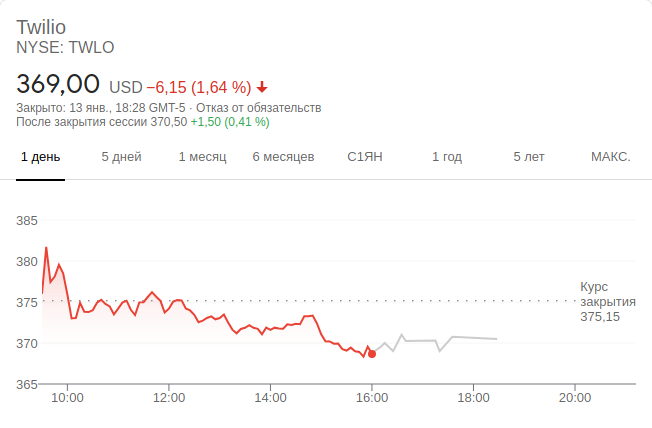 Twilio
NYSE: TWLO
369,00 USD −6,15 (1,64 %)
Закрыто: 13 янв., 18:28 GMT-5 · Отказ от обязательств
После закрытия сессии 370,50 +1,50 (0,41 %)
1 день 5 дней 1 месяц 6 месяцев С1ЯН 1 год 5 лет МАКС.
385
380
375
370
365
Курс
закрытия
375,15
10:00 12:00 14:00 16:00 18:00 20:00